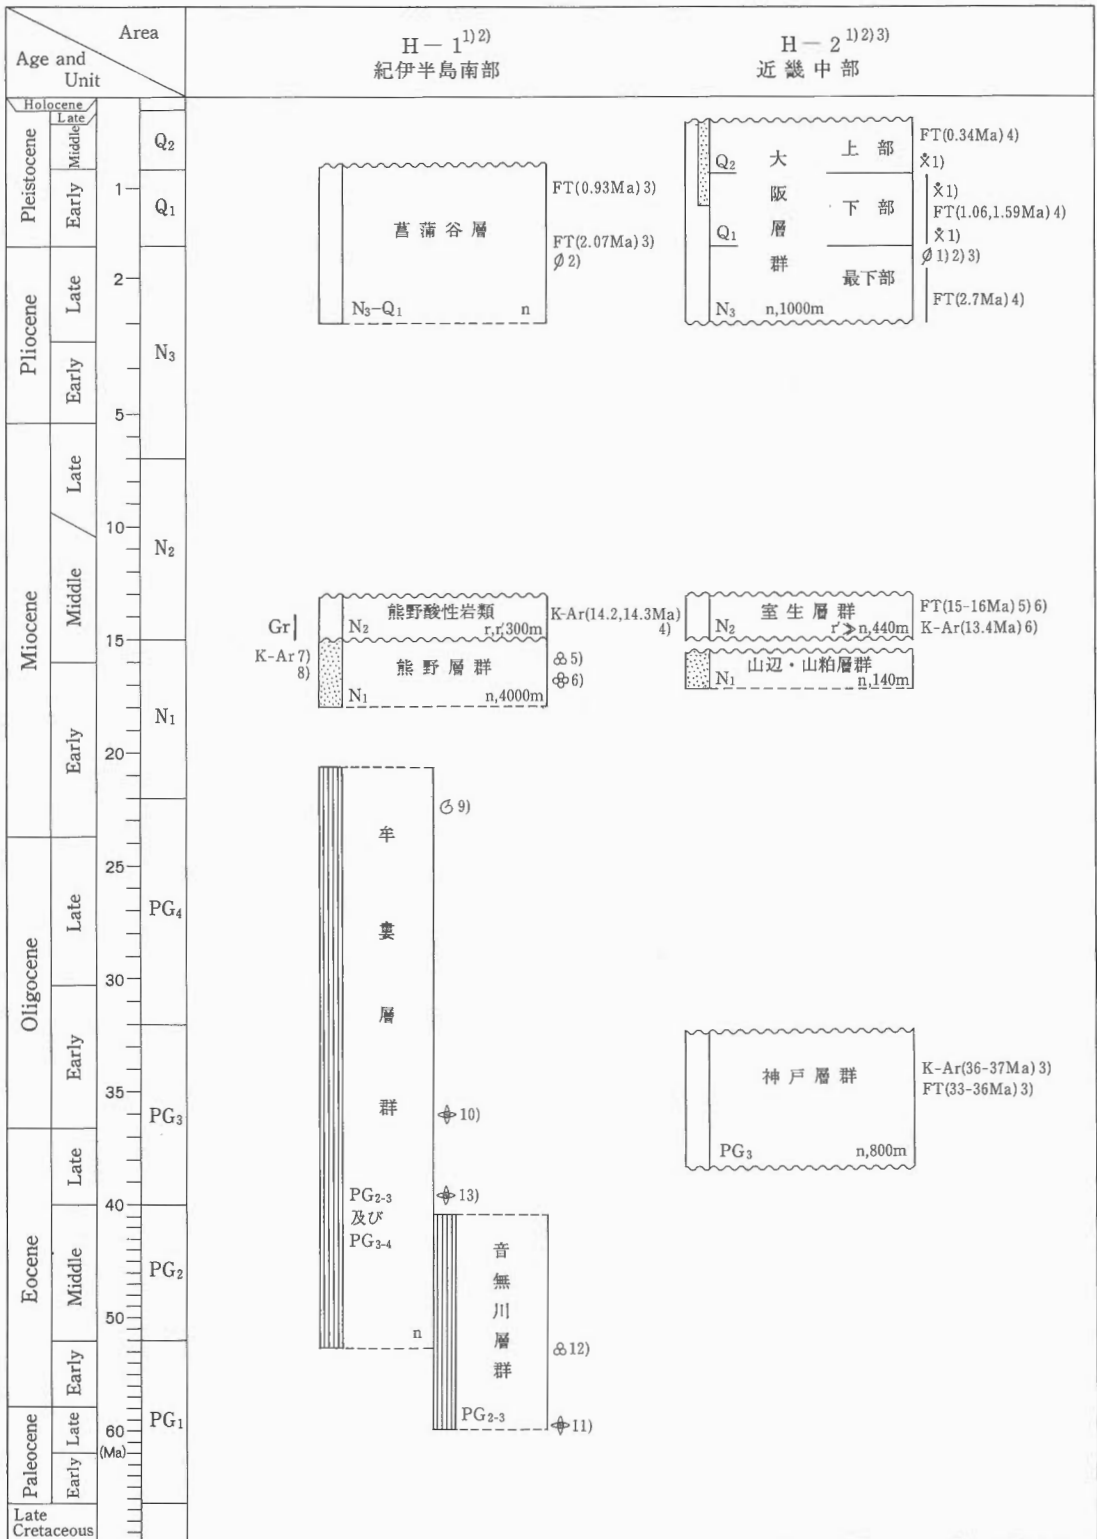 Area
Age and
Unit
H－1 1)2)
紀伊半島南部
H－2 1)2)3)
近畿中部
Holocene
Late
Pleistocene
Middle
Early
Pliocene
Late
Early
Miocene
Late
Middle
Early
Oligocene
Late
Early
Eocene
Late
Middle
Early
Paleocene
Late
Early
Late
Cretaceous
1
2
5
10
15
20
25
30
35
40
50
60
(Ma)
Q2
Q1
N3
N2
N1
PG4
PG3
PG2
PG1
菖蒲谷層
N3-Q1 n
FT(0.93Ma) 3)
FT(2.07Ma) 3)
2)
Gr
K-Ar 7)
8)
熊野酸性岩類
N2 r,r′300m
K-Ar(14.2,14.3Ma)
4)
熊野層群
N1 n,4000m
5)
6)
牟婁層群
PG2-3
及び
PG3-4
n
9)
10)
13)
音無川層群
PG2-3
12)
11)
大阪層群
上部
下部
最下部
Q2
Q1
N3 n,1000m
FT(0.34Ma) 4)
1)
1)
FT(1.06,1.59Ma) 4)
1)
1) 2) 3)
FT(2.7Ma) 4)
室生層群
N2 r′≫n,440m
FT(15-16Ma) 5) 6)
K-Ar(13.4Ma) 6)
山辺・山粕層群
N1 n,140m
神戸層群
PG3 n,800m
K-Ar(36-37Ma) 3)
FT(33-36Ma) 3)